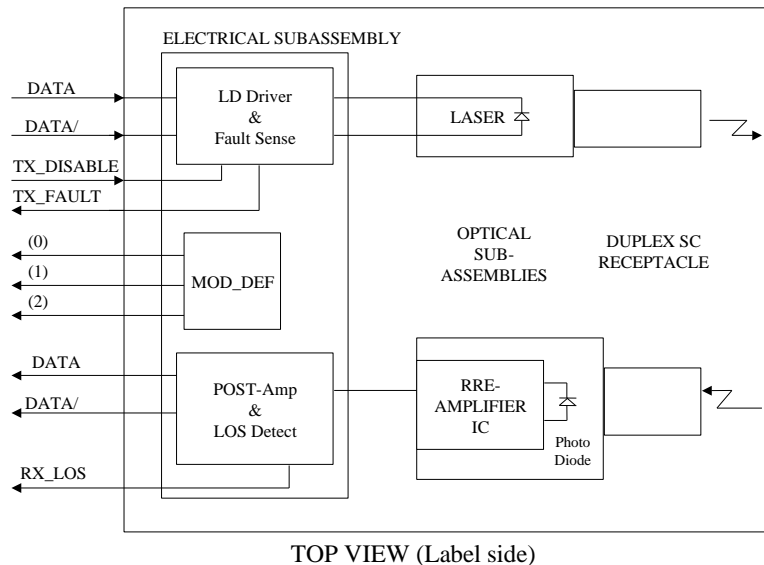 ELECTRICAL SUBASSEMBLY
DATA
DATA/
TX_DISABLE
TX_FAULT
LD Driver
&
Fault Sense
LASER
(0)
(1)
(2)
MOD_DEF
OPTICAL
SUB-
ASSEMBLIES
DUPLEX SC
RECEPTACLE
DATA
DATA/
RX_LOS
POST-Amp
&
LOS Detect
RRE-
AMPLIFIER
IC
Photo
Diode
TOP VIEW (Label side)